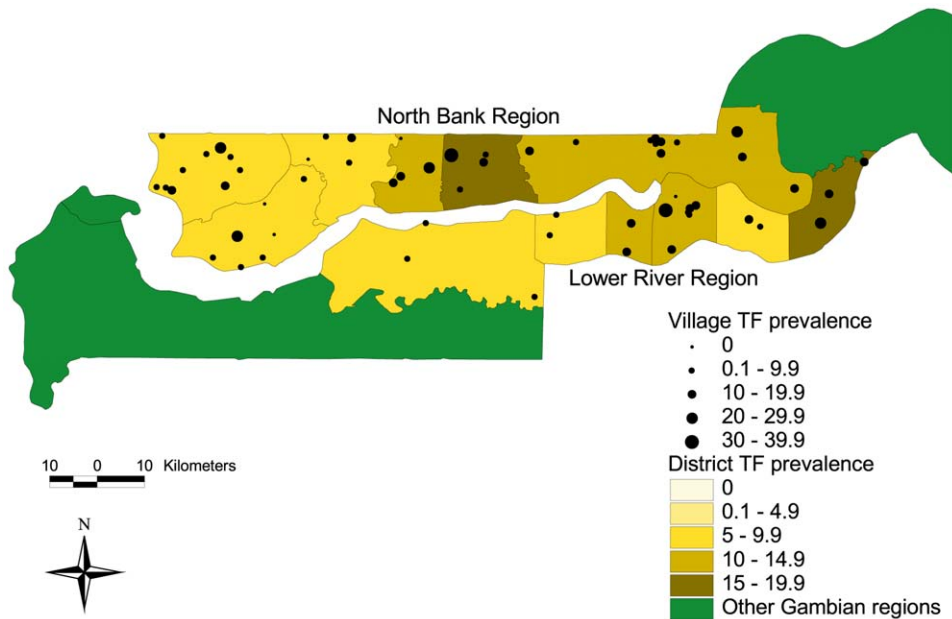 North Bank Region
Lower River Region
Village TF prevalence
0
0.1 - 9.9
10 - 19.9
20 - 29.9
30 - 39.9
District TF prevalence
0
0.1 - 4.9
5 - 9.9
10 - 14.9
15 - 19.9
Other Gambian regions
10 0 10 Kilometers
N